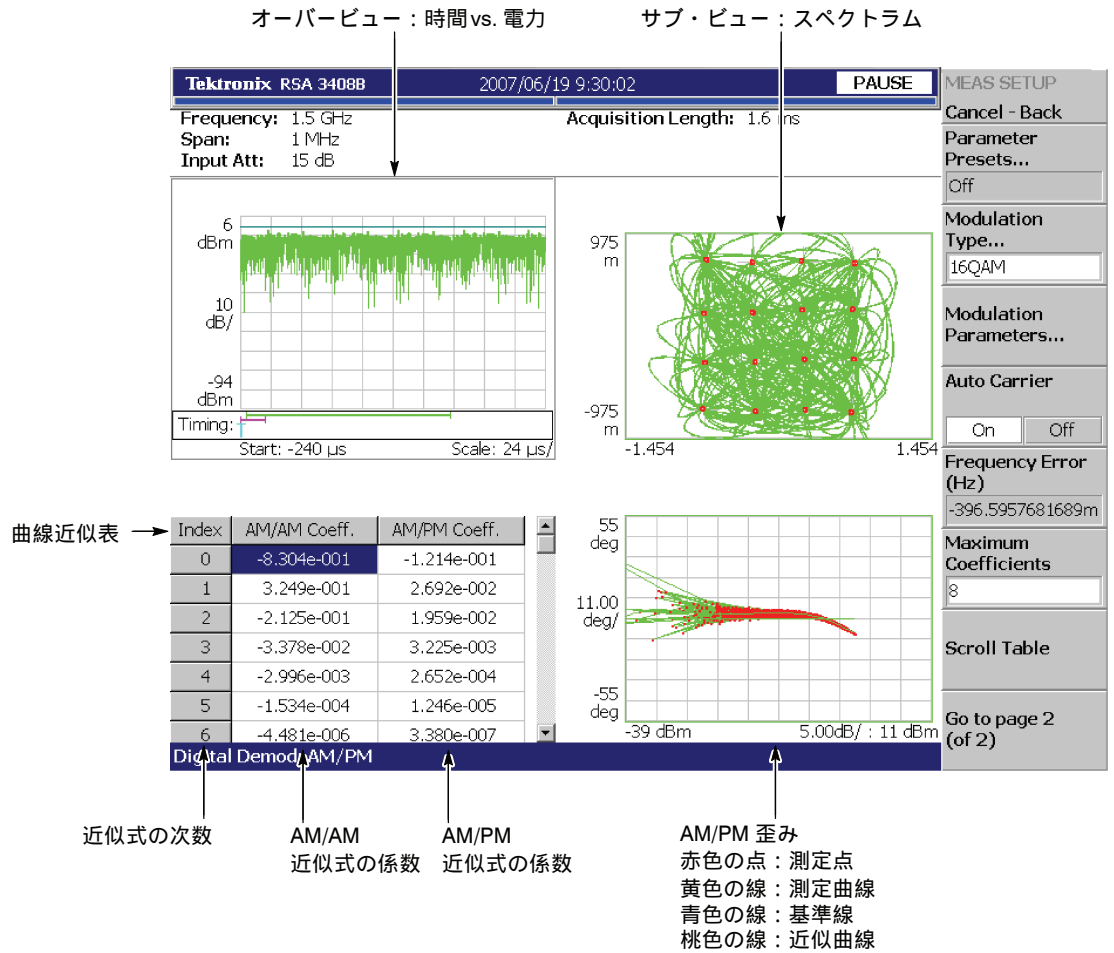 オーバービュー：時間 vs. 電力
サブ・ビュー：スペクトラム
Tektronix RSA 3408B
2007/06/19 9:30:02
PAUSE
MEAS SETUP
Cancel - Back
Frequency: 1.5 GHz
Acquisition Length: 1.6 ms
Span: 1 MHz
Input Att: 15 dB
Parameter
Presets...
Off
Modulation
Type...
16QAM
Modulation
Parameters...
Auto Carrier
On Off
Frequency Error
(Hz)
-396.5957681689m
Maximum
Coefficients
8
Scroll Table
Go to page 2
(of 2)
6
dBm
10
dB/
-94
dBm
Timing:
Start: -240 µs
Scale: 24 µs/
975
m
-975
m
-1.454
1.454
曲線近似表
Index AM/AM Coeff. AM/PM Coeff.
0 -8.304e-001 -1.214e-001
1 3.249e-001 2.692e-002
2 -2.125e-001 1.959e-002
3 -3.378e-002 3.225e-003
4 -2.996e-003 2.652e-004
5 -1.534e-004 1.246e-005
6 -4.481e-006 3.380e-007
55
deg
11.00
deg/
-55
deg
-39 dBm
5.00dB/ : 11 dBm
Digital Demod: AM/PM
近似式の次数
AM/AM
近似式の係数
AM/PM
近似式の係数
AM/PM 歪み
赤色の点：測定点
黄色の線：測定曲線
青色の線：基準線
桃色の線：近似曲線